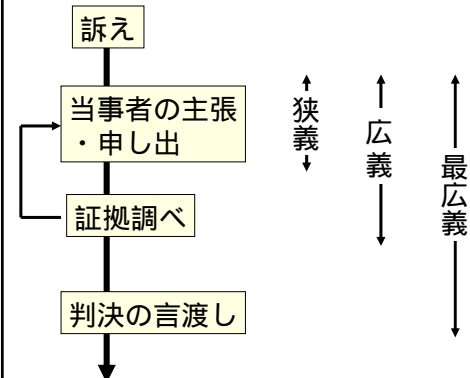 訴え
当事者の主張
・申し出
証拠調べ
判決の言渡し
狭義
広義
最広義